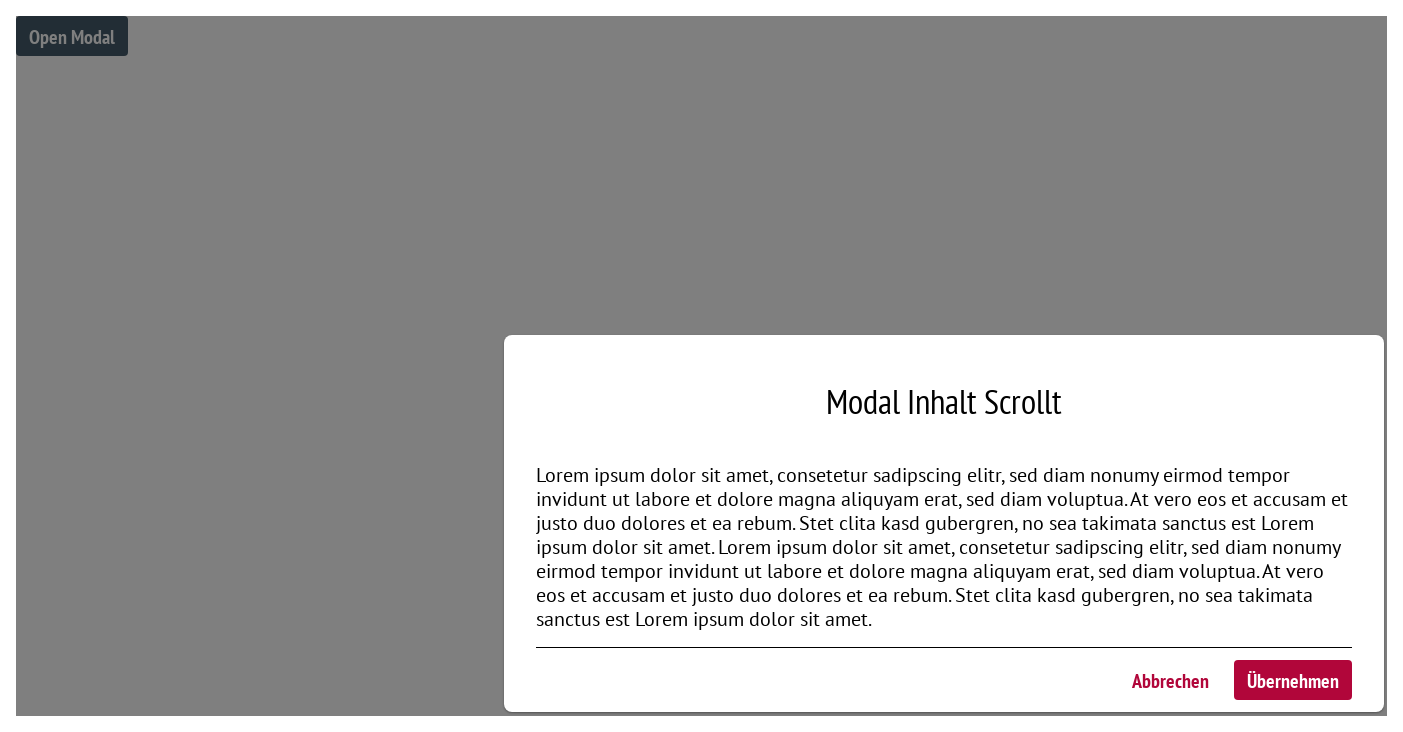 Open Modal
Modal Inhalt Scrollt
Lorem ipsum dolor sit amet, consetetur sadipscing elitr, sed diam nonumy eirmod tempor
invidunt ut labore et dolore magna aliquyam erat, sed diam voluptua. At vero eos et accusam et
justo duo dolores et ea rebum. Stet clita kasd gubergren, no sea takimata sanctus est Lorem
ipsum dolor sit amet. Lorem ipsum dolor sit amet, consetetur sadipscing elitr, sed diam nonumy
eirmod tempor invidunt ut labore et dolore magna aliquyam erat, sed diam voluptua. At vero
eos et accusam et justo duo dolores et ea rebum. Stet clita kasd gubergren, no sea takimata
sanctus est Lorem ipsum dolor sit amet.
Abbrechen Übernehmen